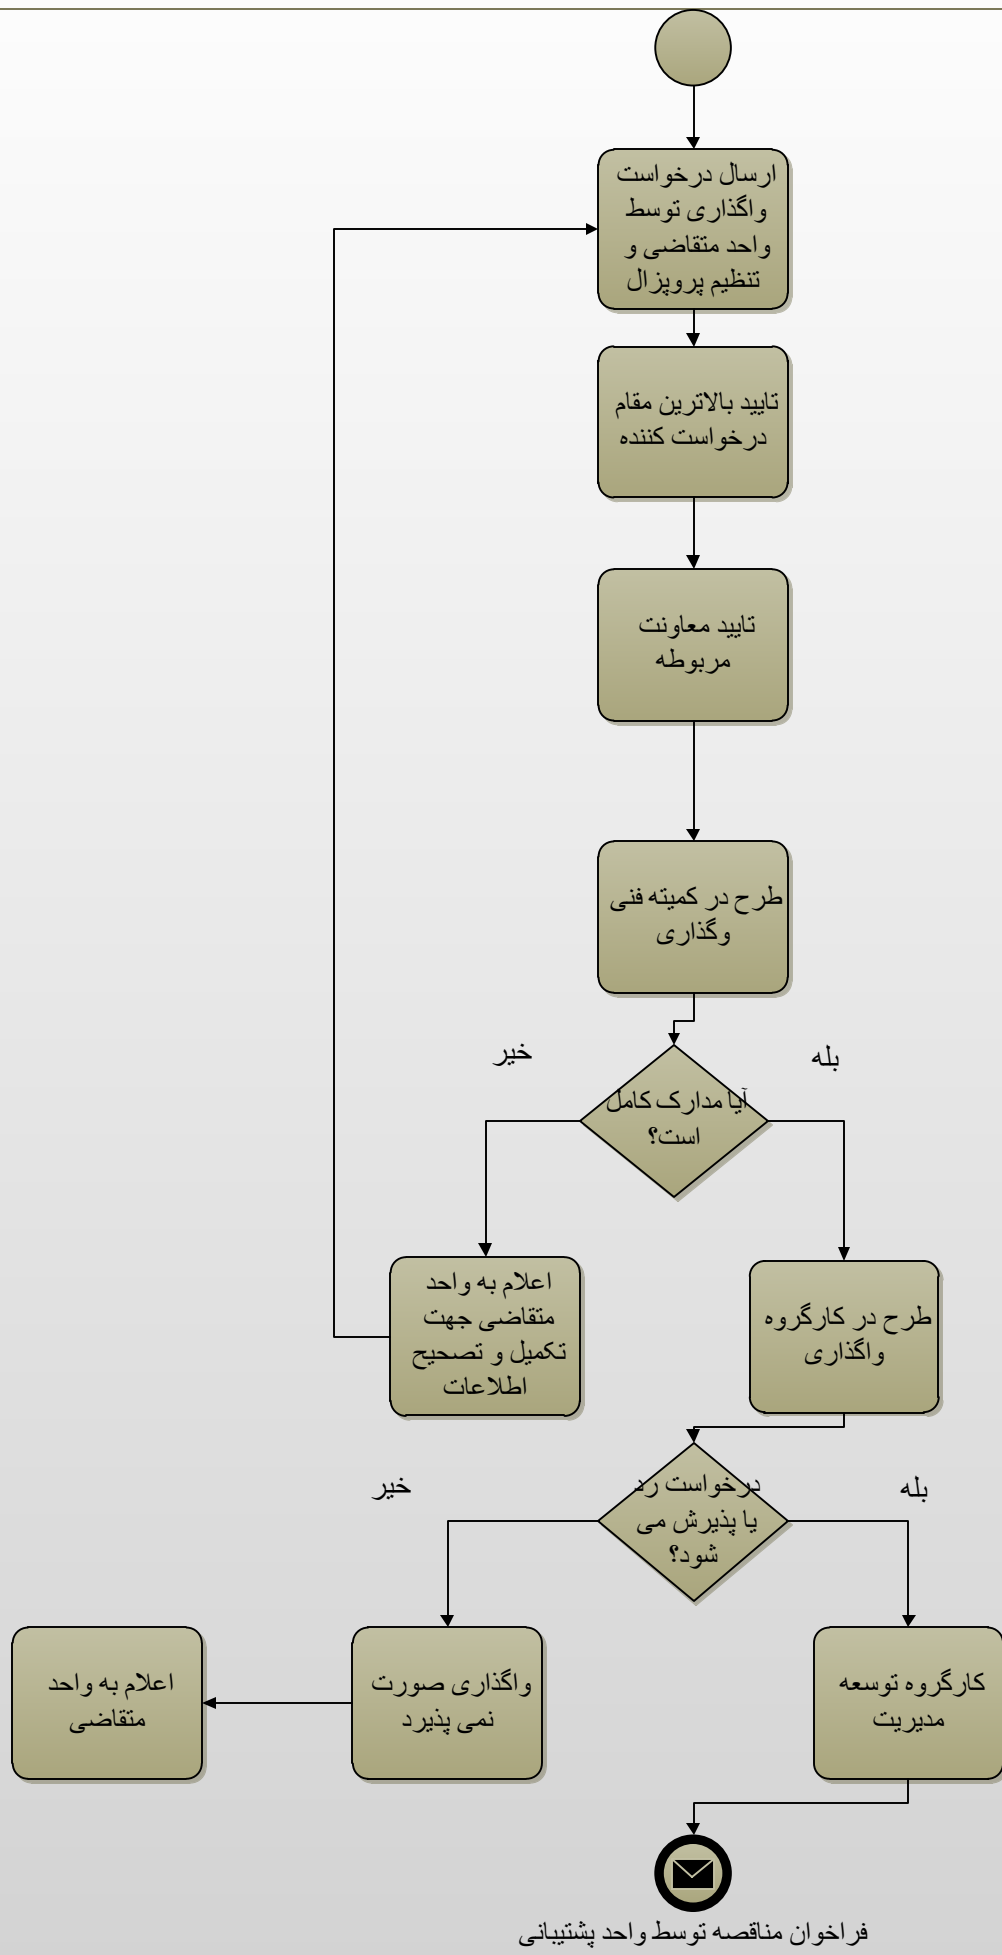 ارسال درخواست
واگذاری توسط
واحد متقاضی و
تنظیم پروپزال
تایید بالاترین مقام
درخواست کننده
تایید معاونت
مربوطه
طرح در کمیته فنی
وگذاری
بله
خیر
آیا مدارک کامل
است؟
اعلام به واحد
متقاضی جهت
تکمیل و تصحیح
اطلاعات
طرح در کارگروه
واگذاری
بله
خیر
درخواست رد
یا پذیرش می
شود؟
کارگروه توسعه
مدیریت
واگذاری صورت
نمی پذیرد
اعلام به واحد
متقاضی
فراخوان مناقصه توسط واحد پشتیبانی